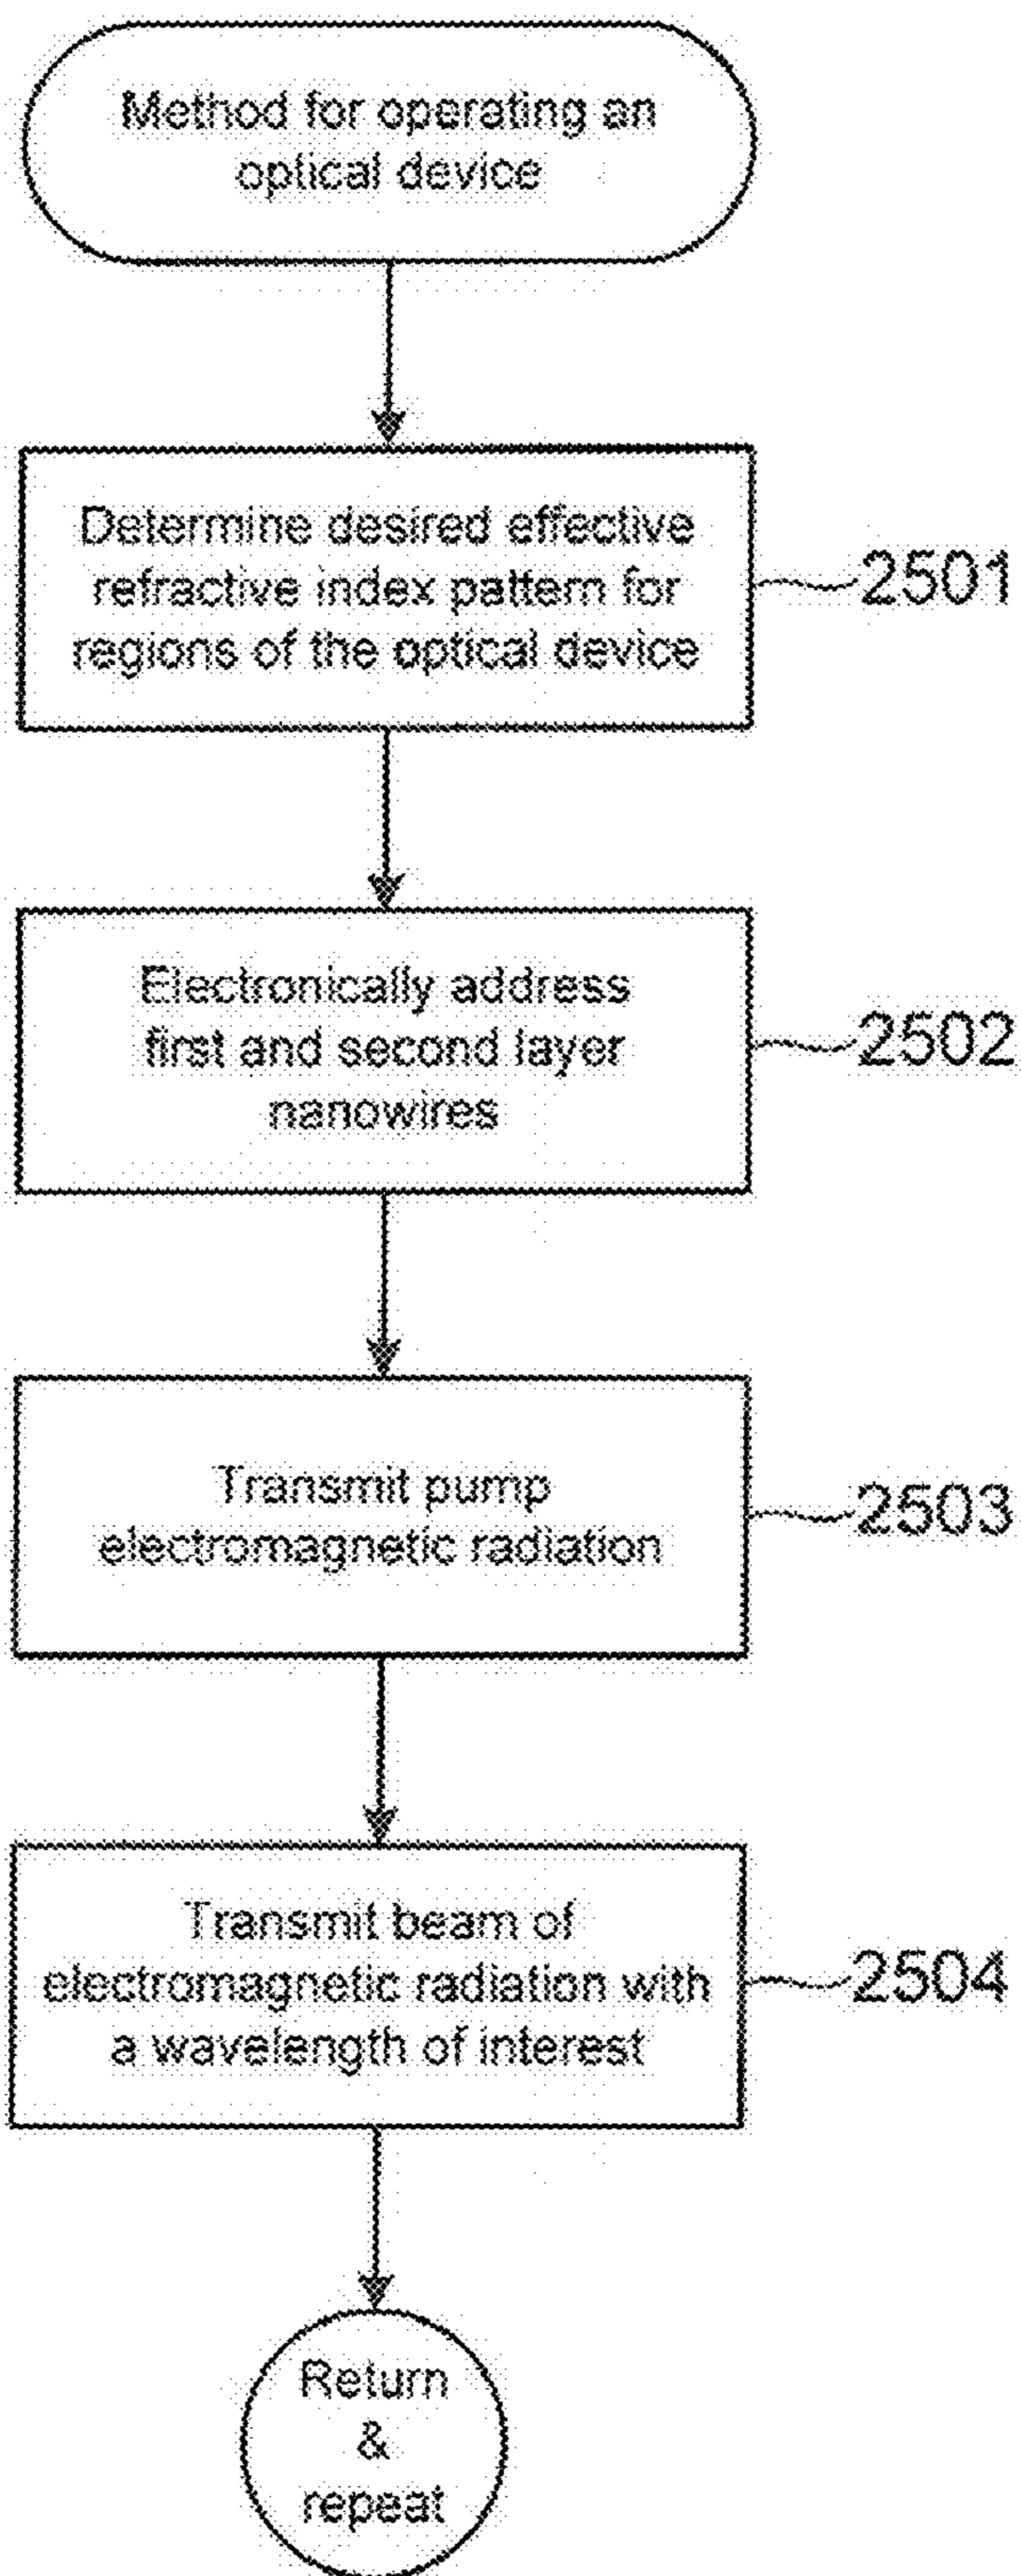 Method for operating an
optical device
Determine desired effective
refractive index pattern for
regions of the optical device
2501
Electronically address
first and second layer
nanowires
2502
Transmit pump
electromagnetic radiation
2503
Transmit beam of
electromagnetic radiation with
a wavelength of interest
2504
Return
&
repeat